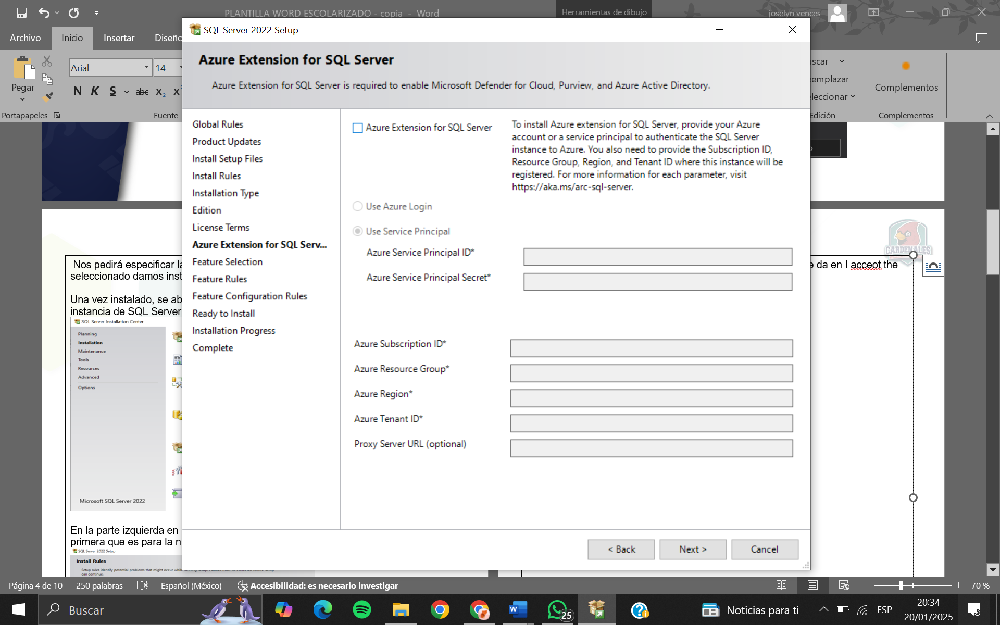 PLANTILLA WORD ESCOLARIZADO - copia - Word
Herramientas de dibujo
joselyn vences
Archivo
Inicio
Insertar
Diseño
Pegar
Arial
14
N K S abc X₂
Portapapeles
Fuente
emplazar
eleccionar
Edición
Complementos
Complementos
SQL Server 2022 Setup
Azure Extension for SQL Server
Azure Extension for SQL Server is required to enable Microsoft Defender for Cloud, Purview, and Azure Active Directory.
Global Rules
Product Updates
Install Setup Files
Install Rules
Installation Type
Edition
License Terms
Azure Extension for SQL Serv...
Feature Selection
Feature Rules
Feature Configuration Rules
Ready to Install
Installation Progress
Complete
Azure Extension for SQL Server
To install Azure extension for SQL Server, provide your Azure
account or a service principal to authenticate the SQL Server
instance to Azure. You also need to provide the Subscription ID,
Resource Group, Region, and Tenant ID where this instance will be
registered. For more information for each parameter, visit
https://aka.ms/arc-sql-server.
Use Azure Login
Use Service Principal
Azure Service Principal ID*
Azure Service Principal Secret*
Azure Subscription ID*
Azure Resource Group*
Azure Region*
Azure Tenant ID*
Proxy Server URL (optional)
< Back
Next >
Cancel
CARDENALES
Nos pedirá especificar la
seleccionado damos inst
e da en I acceot the
Una vez instalado, se ab
instancia de SQL Server
SQL Server Installation Center
Planning
Installation
Maintenance
Tools
Resources
Advanced
Options
Microsoft SQL Server 2022
En la parte izquierda en
primera que es para la n
SQL Server 2022 Setup
Install Rules
Setup rules identify potential problems that might occur while running Setup. Failures must be corrected before Setup
can continue.
Página 4 de 10
250 palabras
Español (México)
Accesibilidad: es necesario investigar
70 %
Buscar
25
Noticias para ti
ESP
20:34
20/01/2025